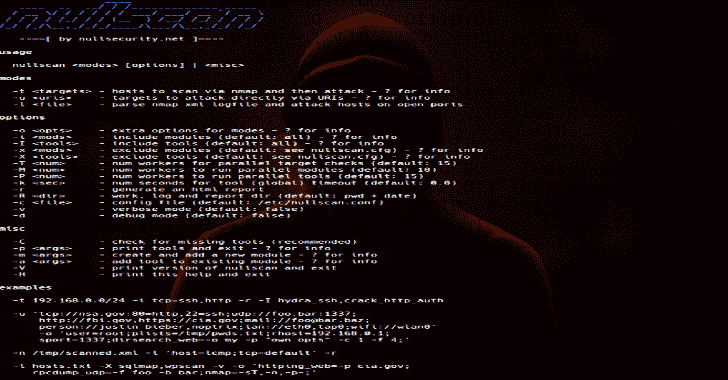 nullscan
----[ by nullsecurity.net ]----
usage
nullscan <modes> [options] | <misc>
modes
-t <targets> - hosts to scan via nmap and then attack - ? for info
-u <uris> - targets to attack directly via URIs - ? for info
-l <file> - parse nmap xml logfile and attack hosts on open ports
options
-o <opts> - extra options for modes - ? for info
-i <mods> - include modules (default: all) - ? for info
-I <tools> - include tools (default: all) - ? for info
-x <mods> - exclude modules (default: see nullscan.cfg) - ? for info
-X <tools> - exclude tools (default: see nullscan.cfg) - ? for info
-T <num> - num workers for parallel target checks (default: 15)
-M <num> - num workers to run parallel modules (default: 10)
-P <num> - num workers to run parallel tools (default: 15)
-k <sec> - num seconds for tool (global) timeout (default: 0.0)
-r - generate an html report
-R <dir> - work, log and report dir (default: pwd + date)
-c <file> - config file (default: /etc/nullscan.conf)
-v - verbose mode (default: false)
-d - debug mode (default: false)
misc
-C - check for missing tools (recommended)
-p <args> - print tools and exit - ? for info
-m <args> - create and add a new module - ? for info
-a <args> - add tool to existing module - ? for info
-V - print version of nullscan and exit
-H - print this help and exit
examples
-t 192.168.0.0/24 -i tcp=ssh,http -r -I hydra_ssh,crack_http_auth
-u 'tcp://nsa.gov:80=http,22=ssh;udp://foo.bar:1337;
http://fbi.gov,https://cia.gov;mail://foo@bar.baz;
person://justin bieber,noptrix;lan://eth0,tap0;wifi://wlan0'
-o 'user=root;plists=/tmp/pwds.txt;rhost=192.168.0.1;
sport=1337;dirsearch_web=-o my -p "own opts" -c 1 -f 4;'
-n /tmp/scanned.xml -i 'host=icmp;tcp=default' -r
-l hosts.txt -X sqlmap,wpscan -v -o 'httping_web=-p cia.gov;
rpcdump_udp=-f foo -b bar;nmap=-sT,-n,-p-;'